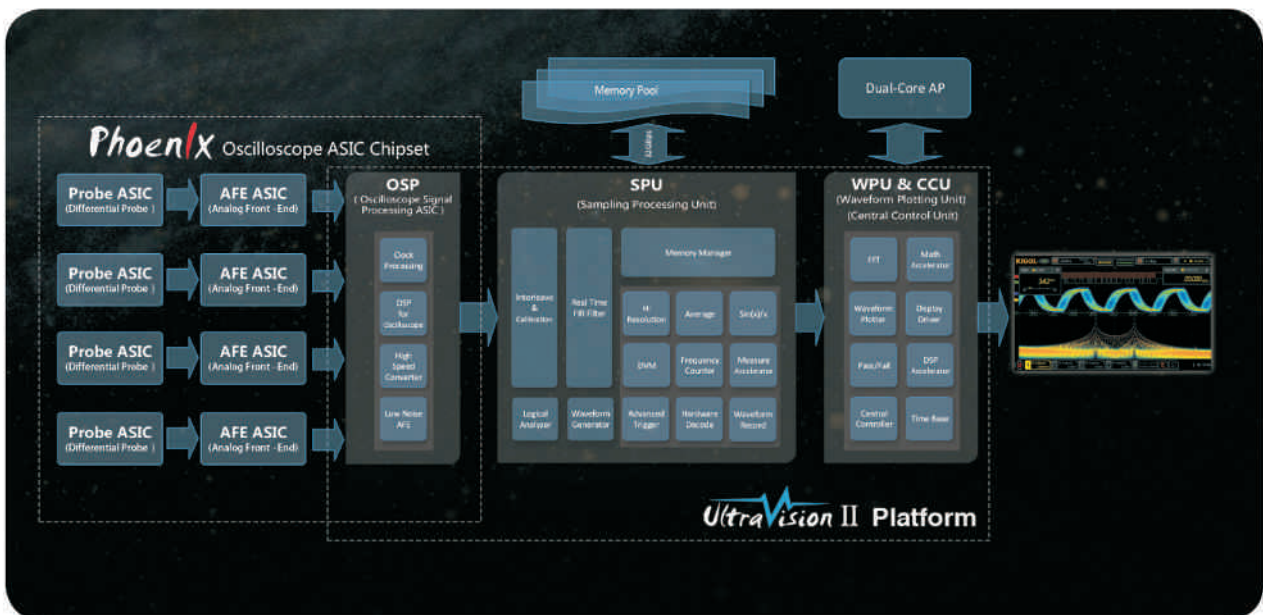 Memory Pool
Dual-Core AP
Phoenix Oscilloscope ASIC Chipset
Probe ASIC
(Differential Probe )
AFE ASIC
(Analog Front -End)
Probe ASIC
(Differential Probe )
AFE ASIC
(Analog Front -End)
Probe ASIC
(Differential Probe )
AFE ASIC
(Analog Front -End)
Probe ASIC
(Differential Probe )
AFE ASIC
(Analog Front -End)
OSP
( Oscilloscope Signal
Processing ASIC )
Clock
Processing
DSP
for
Oscilloscope
High
Speed
Converter
Low Noise
AFE
SPU
(Sampling Processing Unit)
Interleave
&
Calibration
Real Time
FIR Filter
Memory Manager
Hi
Resolution
Average
Sin(x)/x
DVM
Frequency
Counter
Measure
Accelerator
Logical
Analyzer
Waveform
Generator
Advanced
Trigger
Hardware
Decode
Waveform
Record
WPU & CCU
(Waveform Plotting Unit)
(Central Control Unit)
FFT
Math
Accelerator
Waveform
Plotter
Display
Driver
Pass/Fail
DSP
Accelerator
Central
Controller
Time Base
RIGOL
UltraVision II Platform